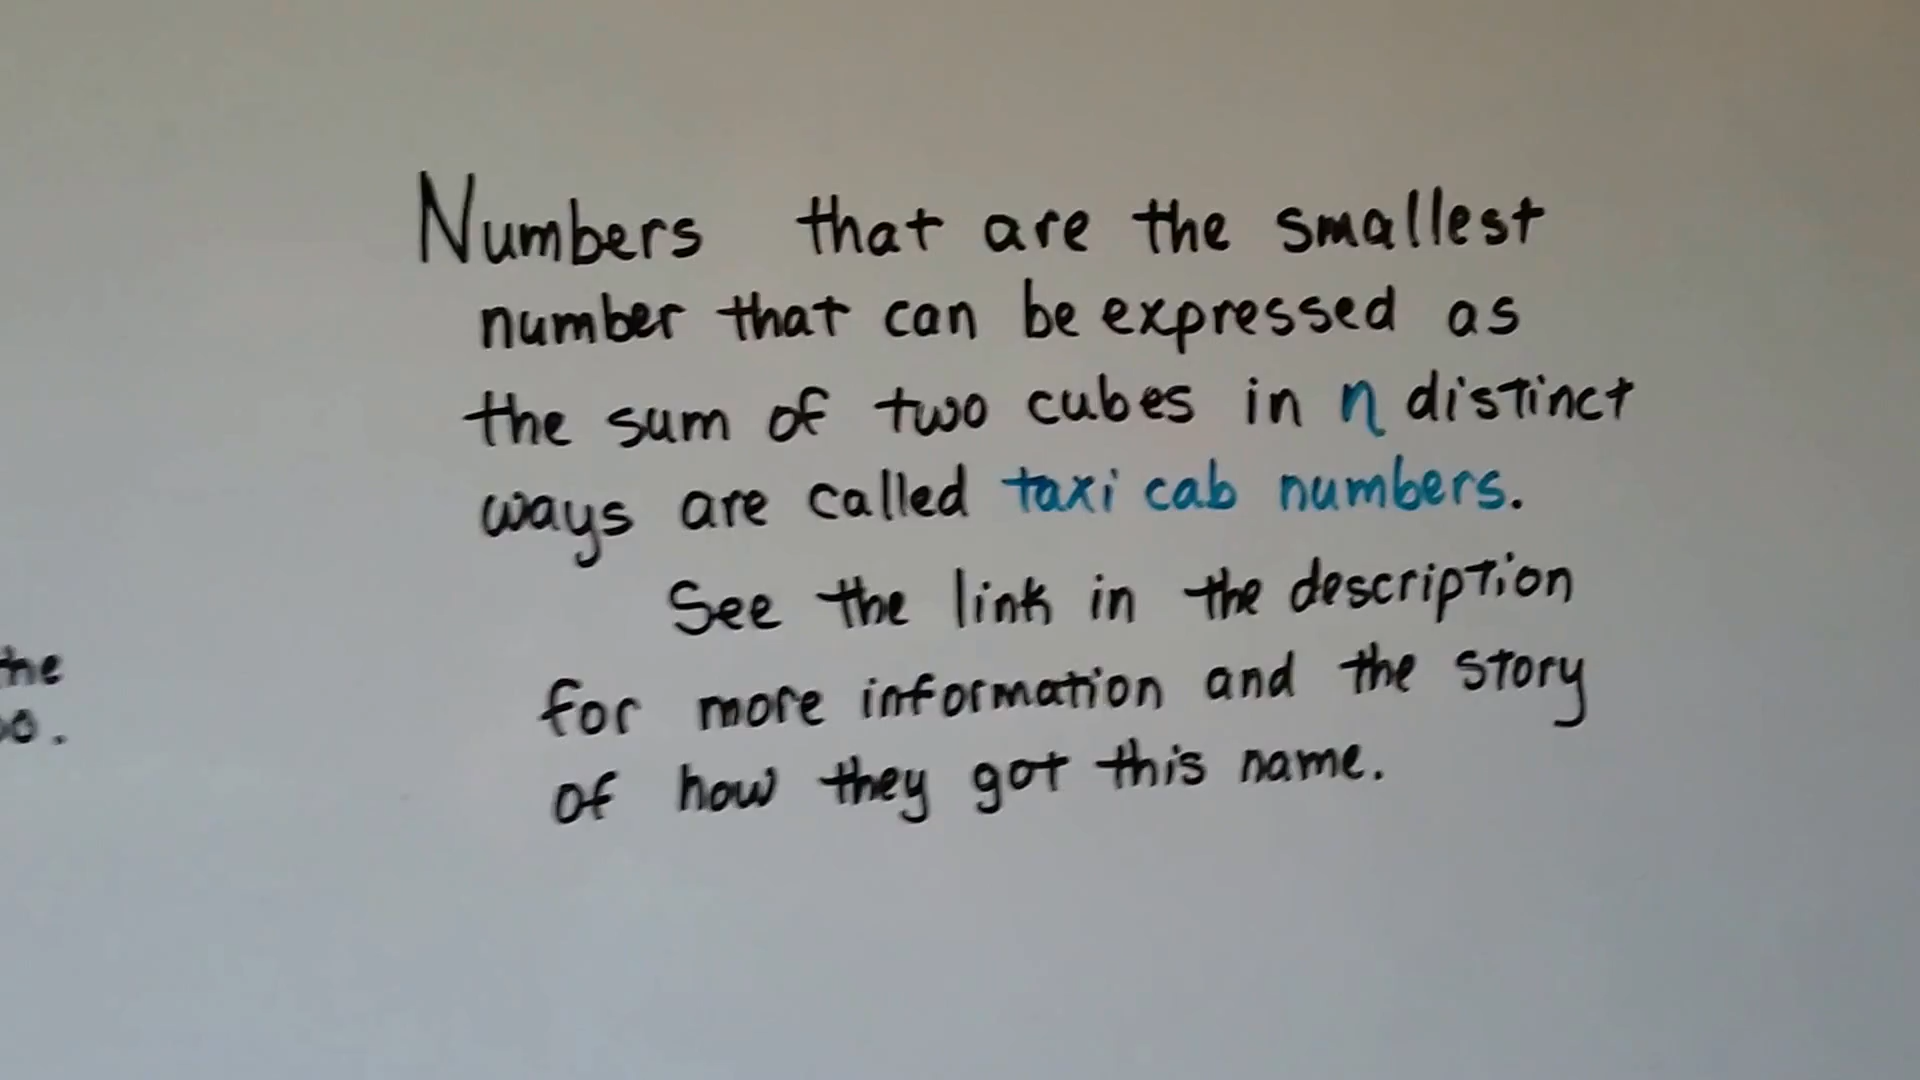 Numbers that are the smallest
number that can be expressed as
the sum of two cubes in n distinct
ways are called taxi cab numbers.
See the link in the description
for more information and the story
of how they got this name.
the